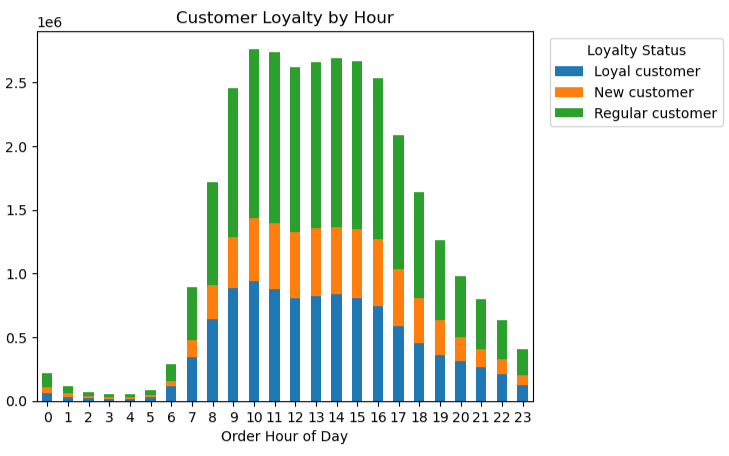 Customer Loyalty by Hour
1e6
2.5
2.0
1.5
1.0
0.5
0.0
0 1 2 3 4 5 6 7 8 9 10 11 12 13 14 15 16 17 18 19 20 21 22 23
Order Hour of Day
Loyalty Status
Loyal customer
New customer
Regular customer